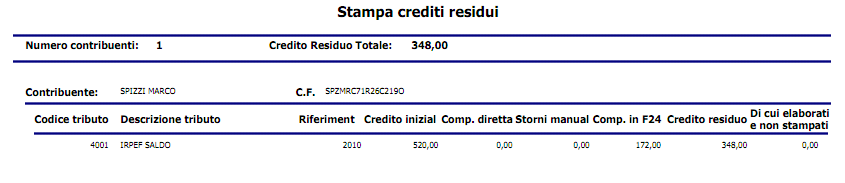 Stampa crediti residui
Numero contribuenti: 1 Credito Residuo Totale: 348,00
Contribuente: SPIZZI MARCO C.F. SPZMRC71R26C219O
Codice tributo Descrizione tributo Riferiment Credito inizial Comp. diretta Storni manual Comp. in F24 Credito residuo Di cui elaborati
e non stampati
4001 IRPEF SALDO 2010 520,00 0,00 0,00 172,00 348,00 0,00